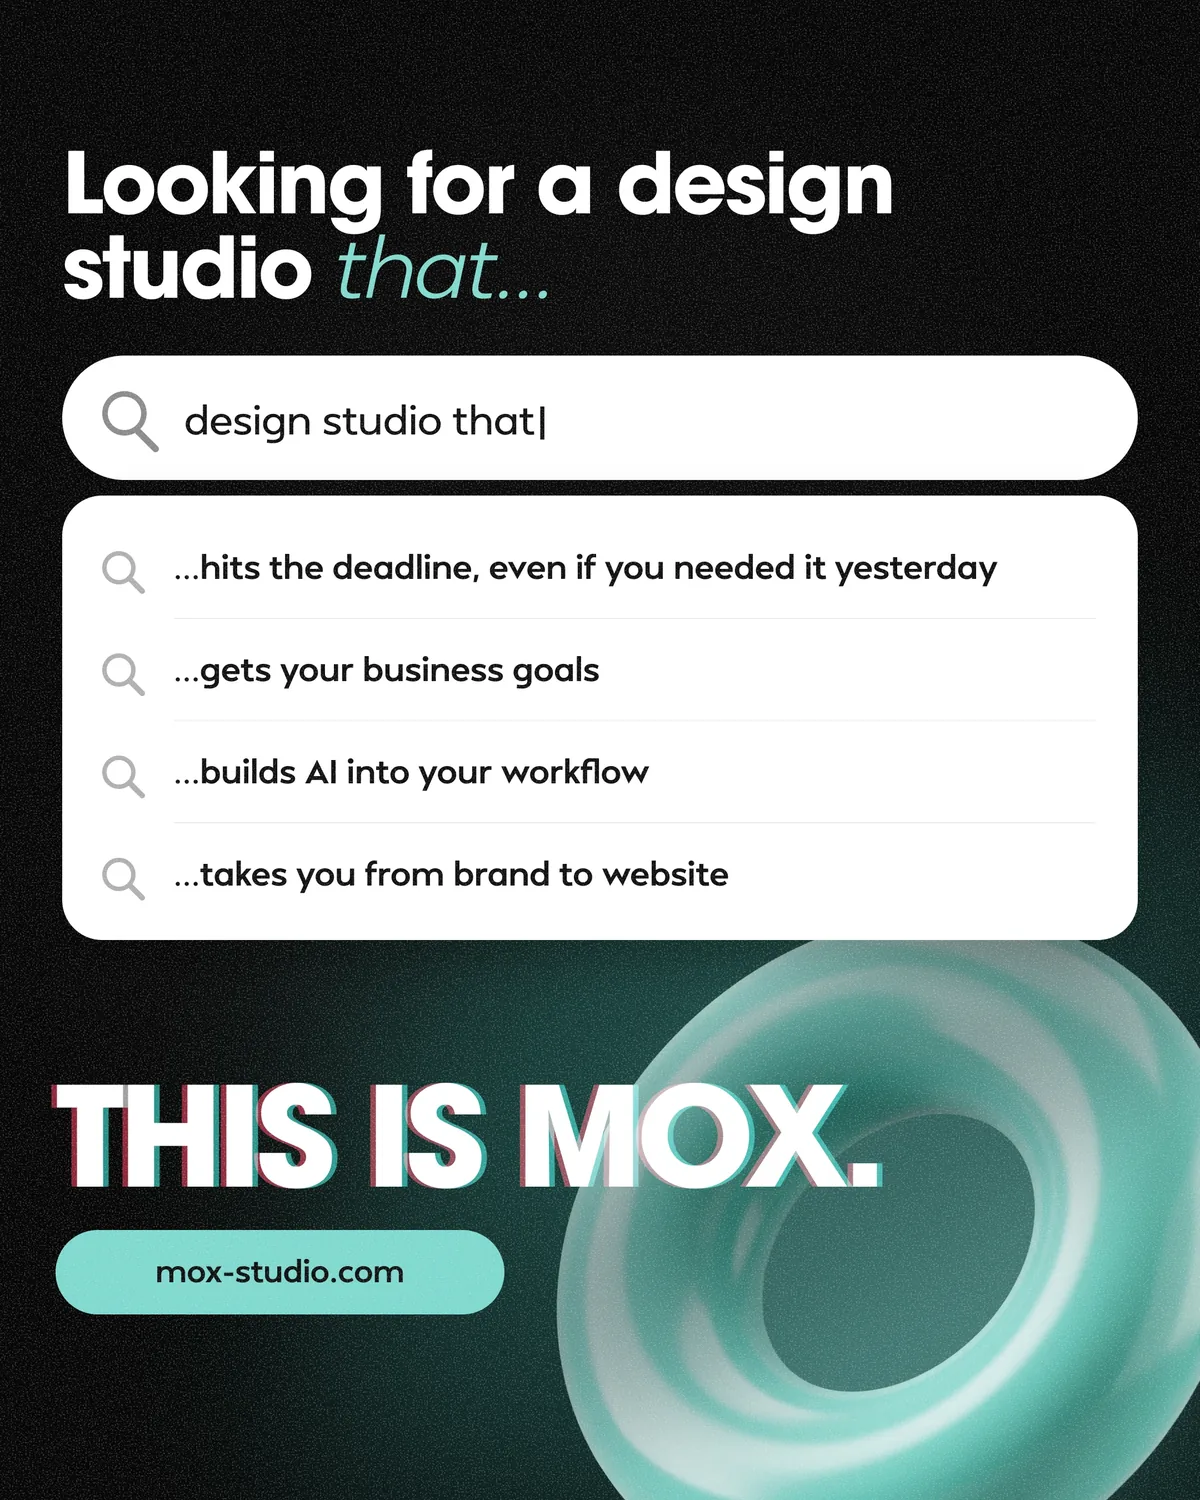 Looking for a design
studio that...
design studio that|
...hits the deadline, even if you needed it yesterday
...gets your business goals
...builds AI into your workflow
...takes you from brand to website
THIS IS MOX.
mox-studio.com